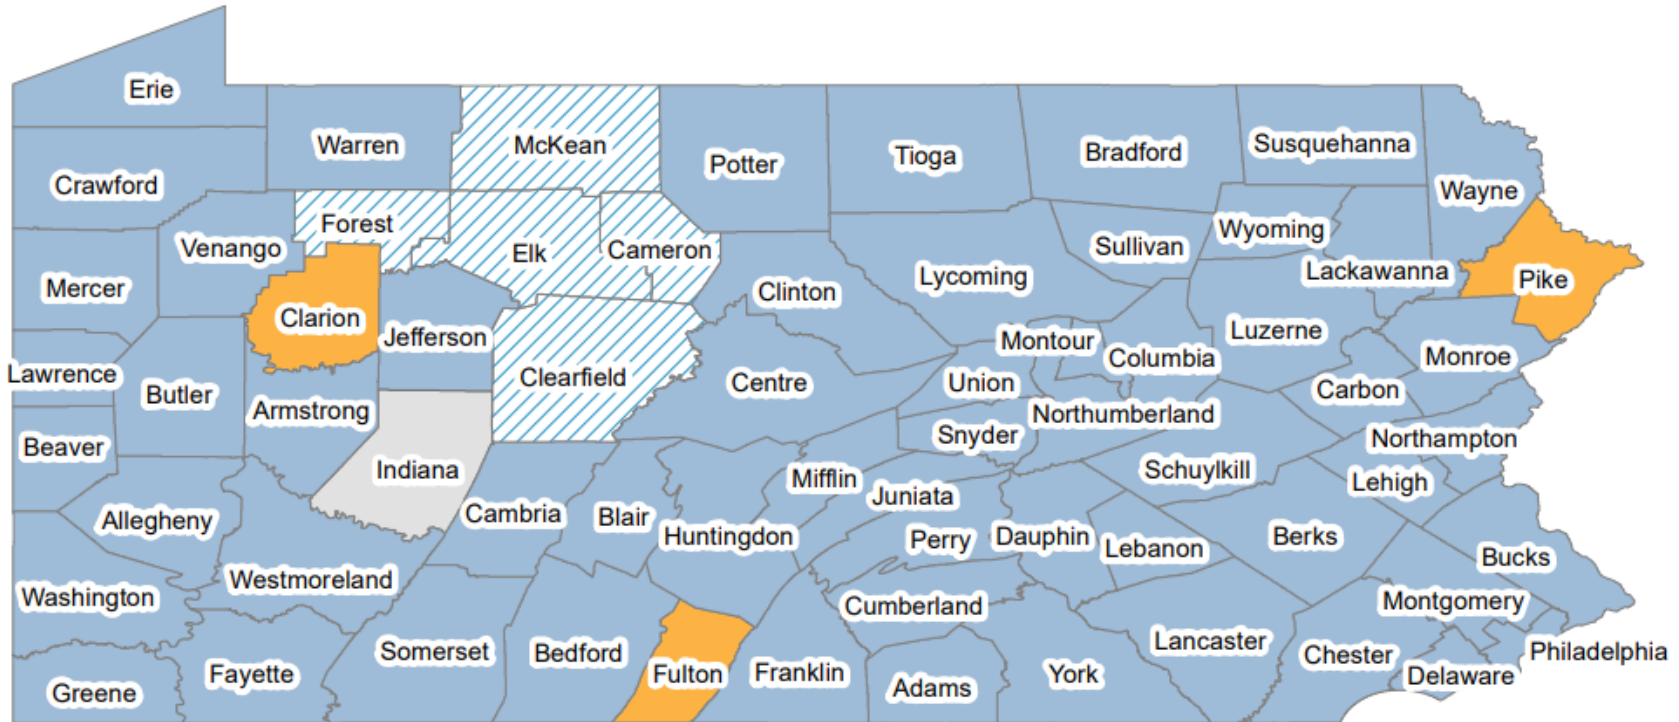 Erie
Warren
McKean
Potter
Tioga
Bradford
Susquehanna
Crawford
Wayne
Forest
Venango
Elk
Cameron
Sullivan
Wyoming
Lackawanna
Pike
Mercer
Clarion
Jefferson
Clinton
Lycoming
Luzerne
Montour
Columbia
Monroe
Lawrence
Butler
Clearfield
Centre
Union
Carbon
Armstrong
Northumberland
Beaver
Snyder
Northampton
Indiana
Mifflin
Schuylkill
Lehigh
Juniata
Allegheny
Cambria
Blair
Huntingdon
Perry
Dauphin
Lebanon
Berks
Bucks
Washington
Westmoreland
Cumberland
Montgomery
Somerset
Bedford
Lancaster
Chester
Philadelphia
Greene
Fayette
Fulton
Franklin
Adams
York
Delaware